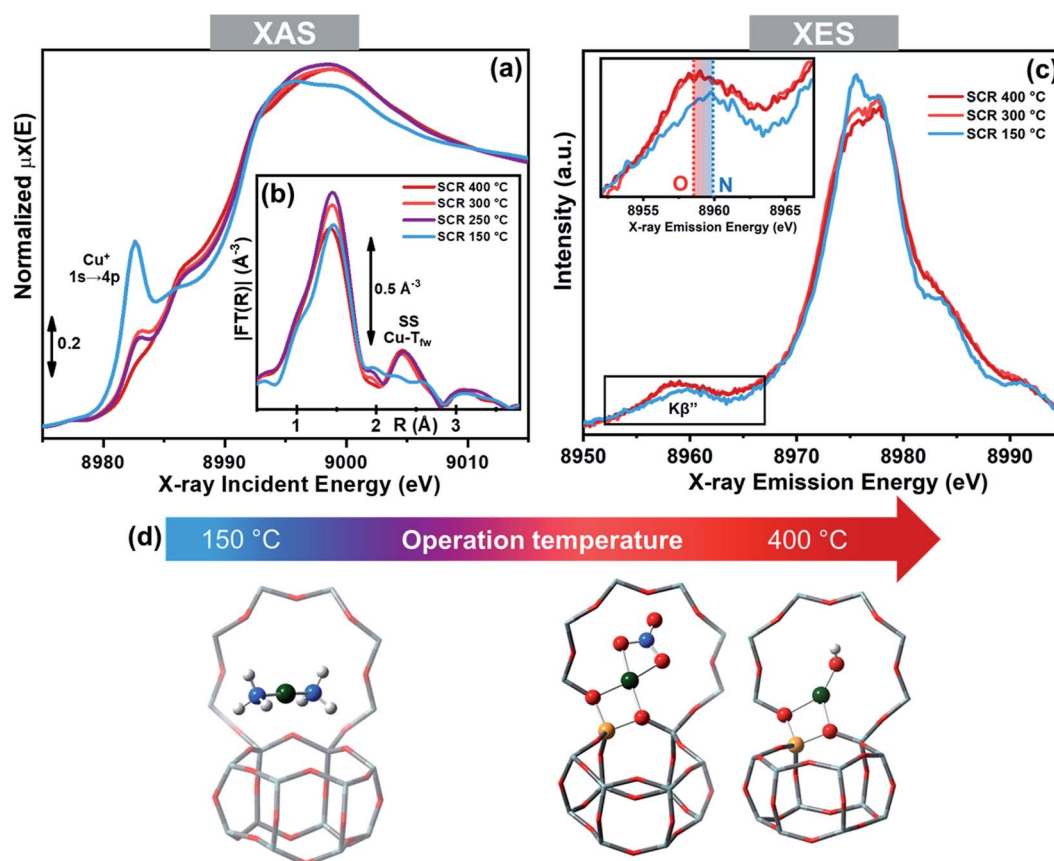 XAS
XES
(a)
Normalized μx(E)
Cu⁺
1s→4p
0.2
8980
8990
9000
9010
X-ray Incident Energy (eV)
(b)
SCR 400 °C
SCR 300 °C
SCR 250 °C
SCR 150 °C
|FT(R)| (Å⁻³)
0.5 Å⁻³
SS
Cu-T_fw
1
2
3
R (Å)
(c)
SCR 400 °C
SCR 300 °C
SCR 150 °C
Intensity (a.u.)
O
N
8955
8960
8965
X-ray Emission Energy (eV)
Kβ”
8950
8960
8970
8980
8990
X-ray Emission Energy (eV)
(d)
150 °C
Operation temperature
400 °C